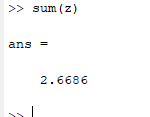 >> sum(z)
ans =
2.6686
>>